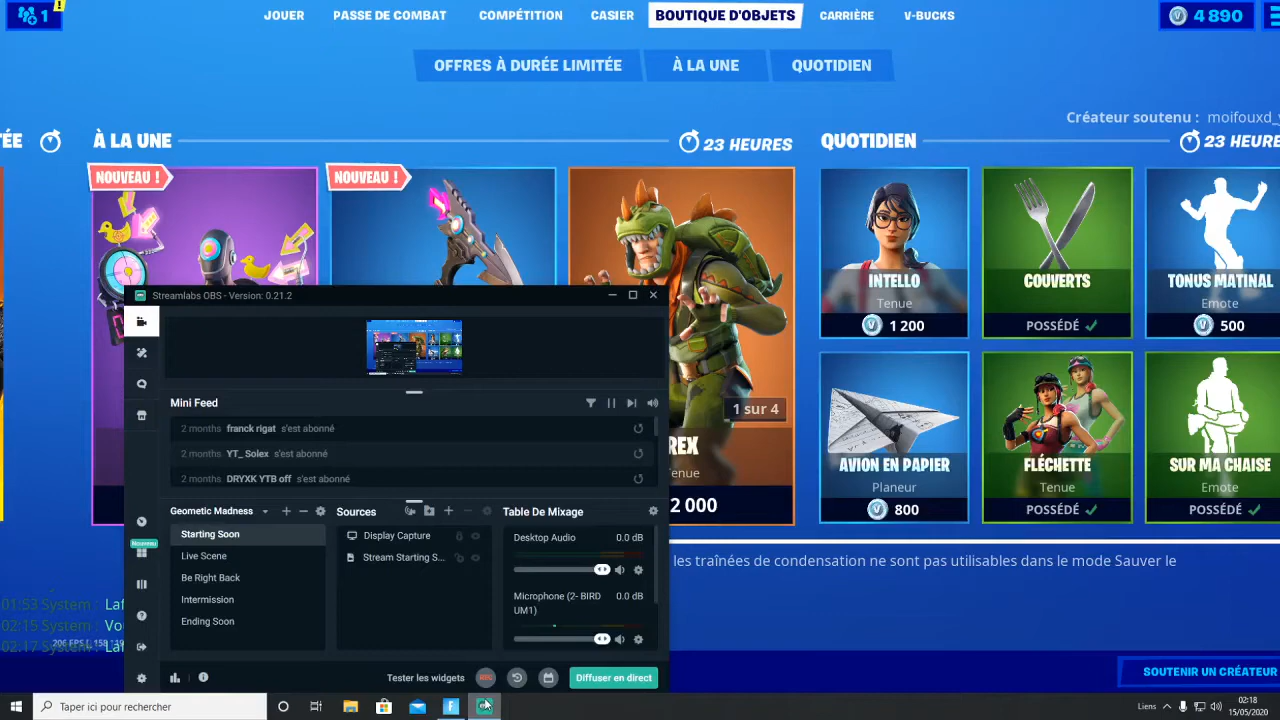 1
JOUER
PASSE DE COMBAT
COMPÉTITION
CASIER
BOUTIQUE D'OBJETS
CARRIÈRE
V-BUCKS
4 890
OFFRES À DURÉE LIMITÉE
À LA UNE
QUOTIDIEN
Créateur soutenu : moifouxd_y
ÉE
À LA UNE
23 HEURES
QUOTIDIEN
23 HEURE
NOUVEAU !
NOUVEAU !
INTELLO
Tenue
1 200
COUVERTS
POSSÉDÉ
TONUS MATINAL
Emote
500
1 sur 4
REX
Tenue
2 000
AVION EN PAPIER
Planeur
800
FLÉCHETTE
Tenue
POSSÉDÉ
SUR MA CHAISE
Emote
POSSÉDÉ
Streamlabs OBS - Version: 0.21.2
Mini Feed
2 months franck rigat s'est abonné
2 months YT_ Solex s'est abonné
2 months DRYXK YTB off s'est abonné
Nouveau
Geometic Madness
Starting Soon
Live Scene
Be Right Back
Intermission
Ending Soon
Sources
Display Capture
Stream Starting S...
Table De Mixage
Desktop Audio 0.0 dB
Microphone (2- BIRD UM1) 0.0 dB
Tester les widgets
REC
Diffuser en direct
les traînées de condensation ne sont pas utilisables dans le mode Sauver le
01:53 System : Laf
02:15 System : Vo
02:17 System : Laf
SOUTENIR UN CRÉATEUR
Taper ici pour rechercher
Liens
02:18
15/05/2020